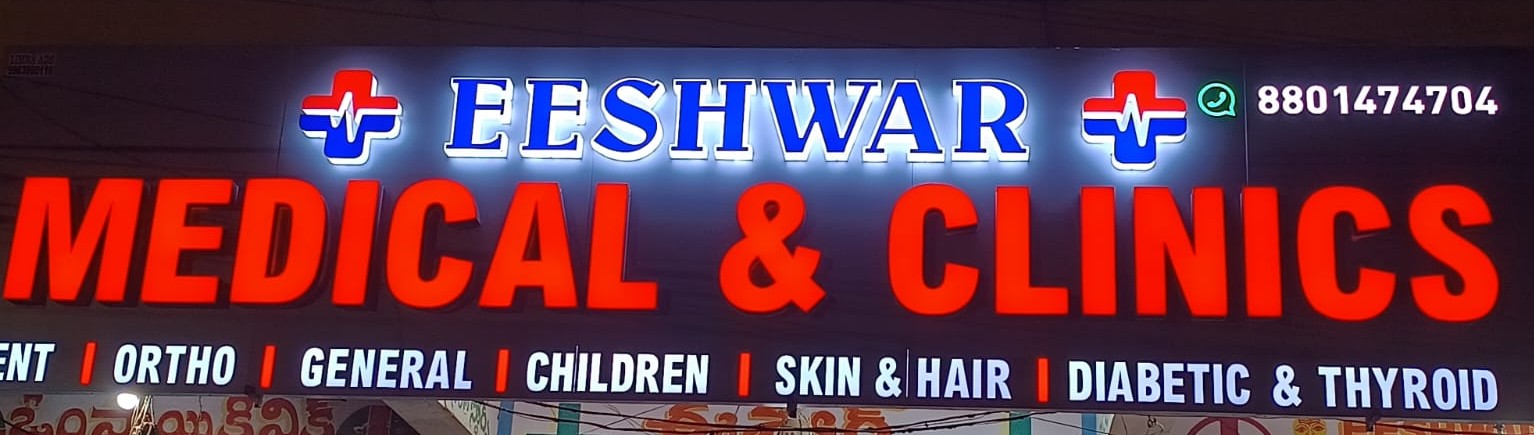 EESHWAR 8801474704
MEDICAL & CLINICS
ENT | ORTHO | GENERAL | CHILDREN | SKIN & HAIR | DIABETIC & THYROID